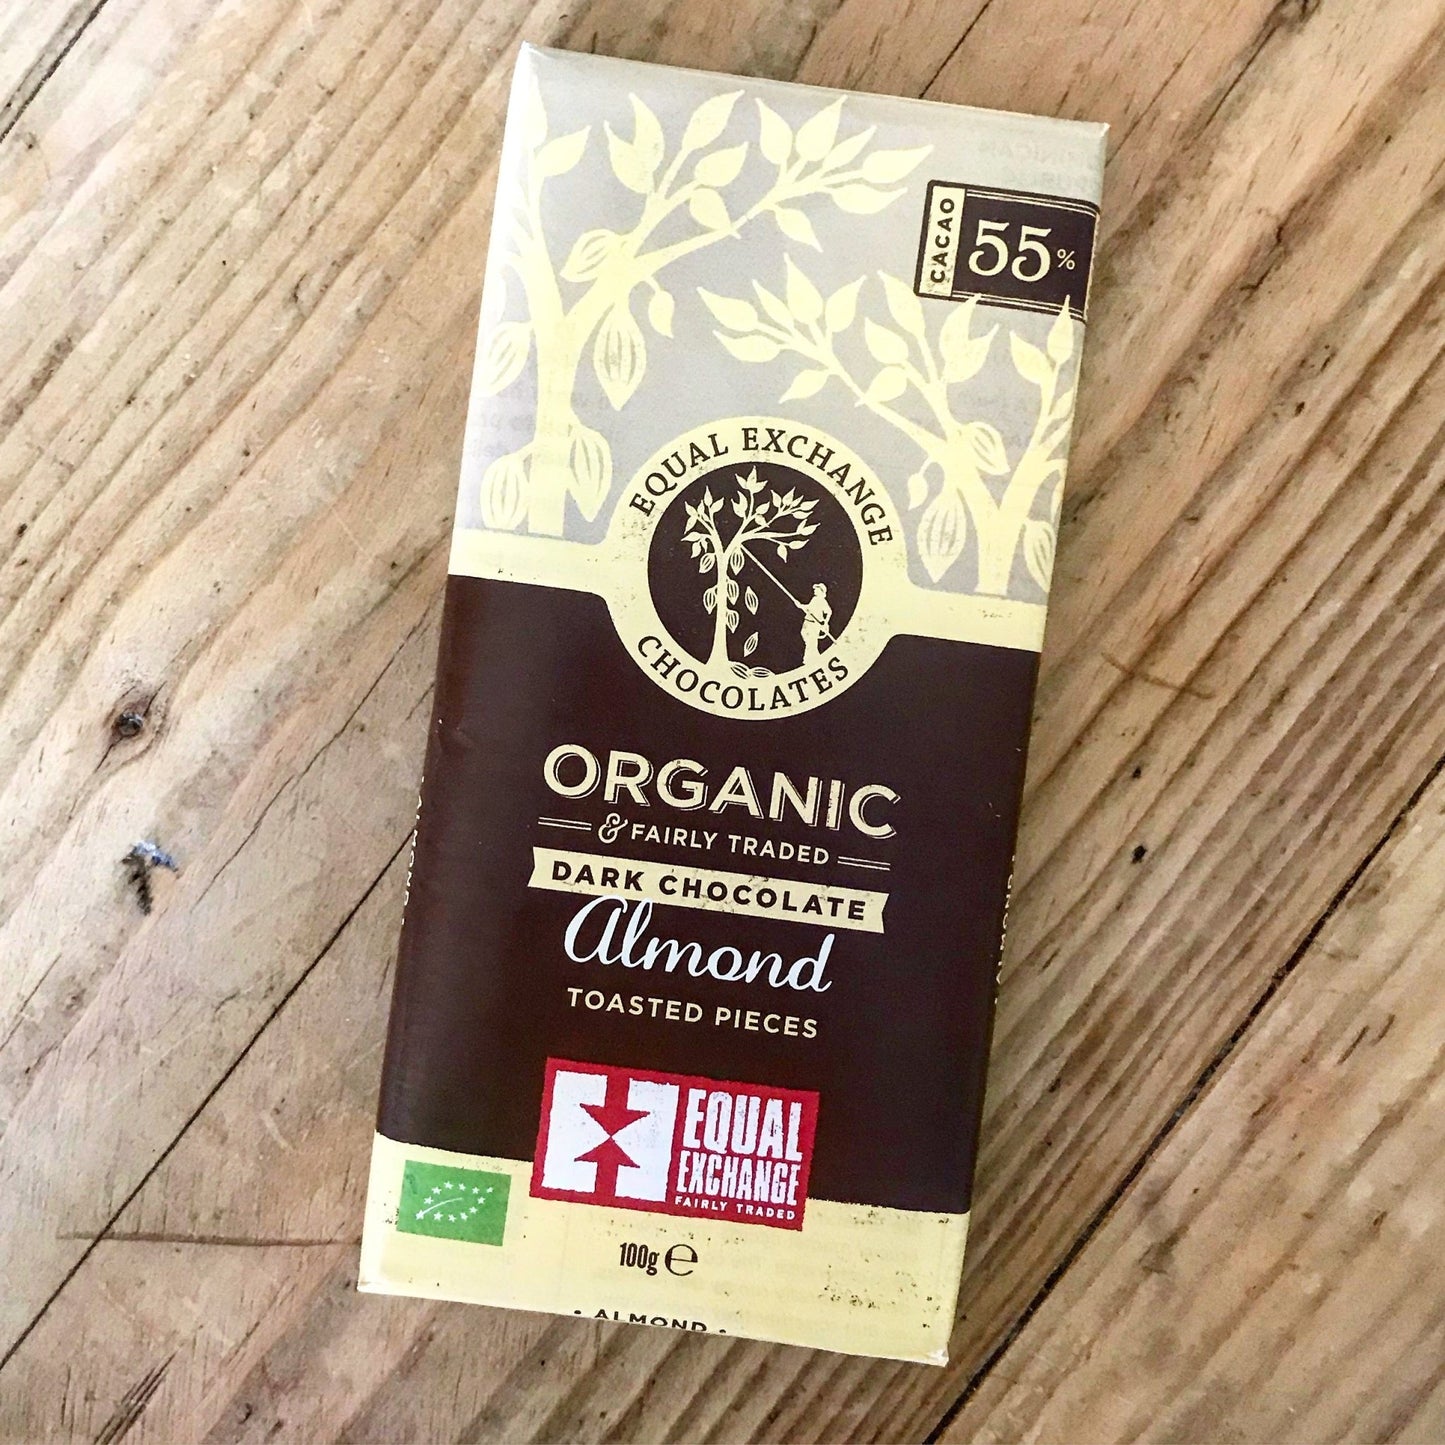 CACAO 55%
EQUAL EXCHANGE
CHOCOLATES
ORGANIC
& FAIRLY TRADED
DARK CHOCOLATE
Almond
TOASTED PIECES
EQUAL
EXCHANGE
FAIRLY TRADED
100g ℮
• ALMOND •